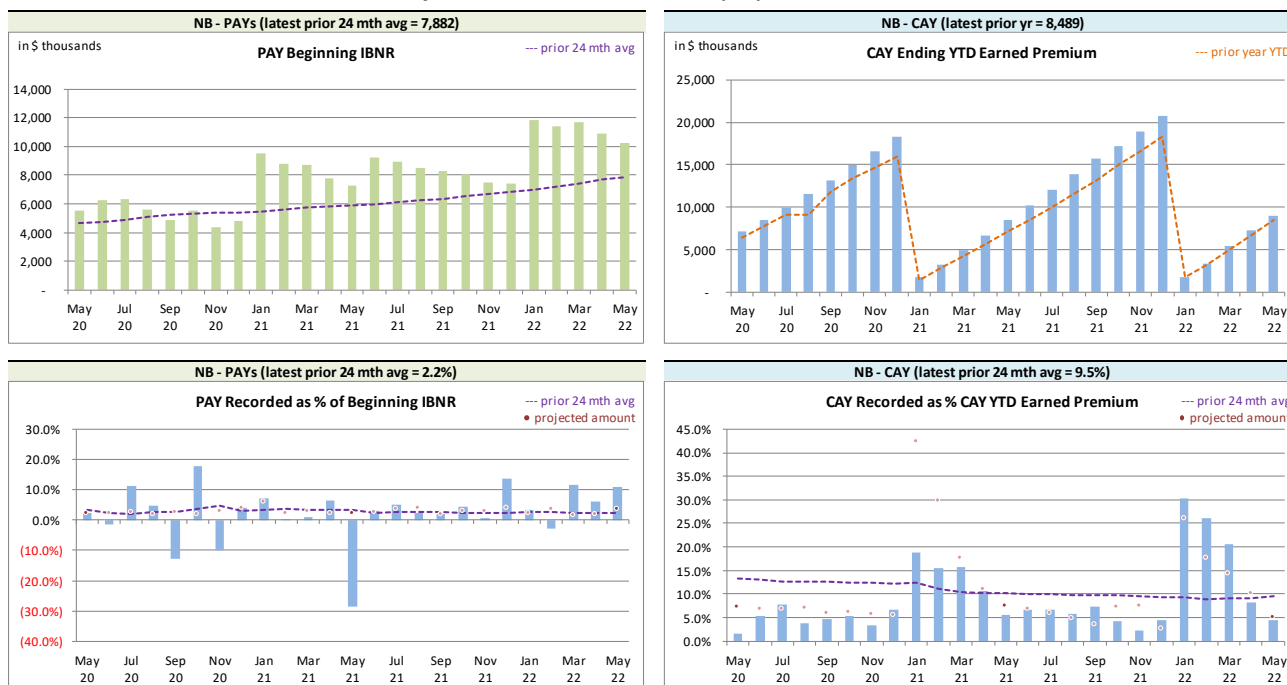 NB - PAYs (latest prior 24 mth avg = 7,882)
in $ thousands
PAY Beginning IBNR
--- prior 24 mth avg
14,000
12,000
10,000
8,000
6,000
4,000
2,000
-
May Jul Sep Nov Jan Mar May Jul Sep Nov Jan Mar May
20 20 20 20 21 21 21 21 21 21 22 22 22
NB - CAY (latest prior yr = 8,489)
in $ thousands
CAY Ending YTD Earned Premium
--- prior year YTD
25,000
20,000
15,000
10,000
5,000
-
May Jul Sep Nov Jan Mar May Jul Sep Nov Jan Mar May
20 20 20 20 21 21 21 21 21 21 22 22 22
NB - PAYs (latest prior 24 mth avg = 2.2%)
PAY Recorded as % of Beginning IBNR
--- prior 24 mth avg
• projected amount
30.0%
20.0%
10.0%
0.0%
(10.0%)
(20.0%)
(30.0%)
(40.0%)
May Jul Sep Nov Jan Mar May Jul Sep Nov Jan Mar May
20 20 20 20 21 21 21 21 21 21 22 22 22
NB - CAY (latest prior 24 mth avg = 9.5%)
CAY Recorded as % CAY YTD Earned Premium
--- prior 24 mth avg
• projected amount
45.0%
40.0%
35.0%
30.0%
25.0%
20.0%
15.0%
10.0%
5.0%
0.0%
May Jul Sep Nov Jan Mar May Jul Sep Nov Jan Mar May
20 20 20 20 21 21 21 21 21 21 22 22 22